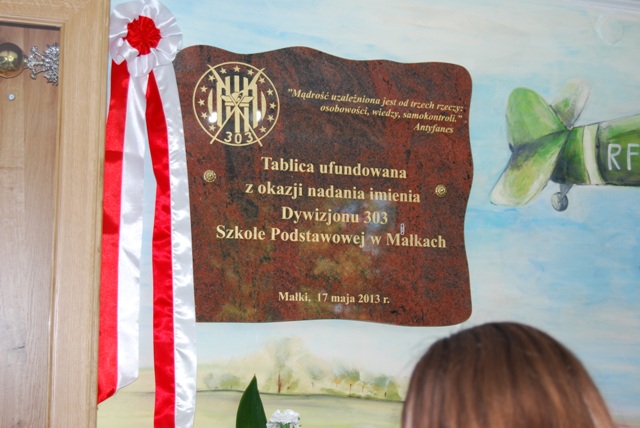 303
"Mądrość uzależniona jest od trzech rzeczy:
osobowości, wiedzy, samokontroli."
Antyfanes
Tablica ufundowana
z okazji nadania imienia
Dywizjonu 303
Szkole Podstawowej w Małkach
Małki, 17 maja 2013 r.
RF